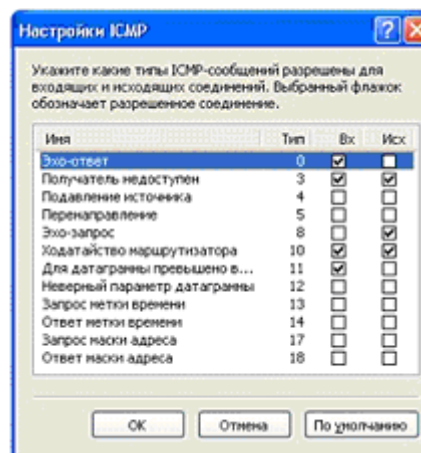 Настройки ICMP
Укажите какие типы ICMP-сообщений разрешены для
входящих и исходящих соединений. Выбранный флажок
обозначает разрешенное соединение.
Имя Тип Вх Исх
Эхо-ответ 0
Получатель недоступен 3
Подавление источника 4
Перенаправление 5
Эхо-запрос 8
Ходатайство маршрутизатора 10
Для датаграммы превышено в... 11
Неверный параметр датаграммы 12
Запрос метки времени 13
Ответ метки времени 14
Запрос маски адреса 17
Ответ маски адреса 18
OK Отмена По умолчанию